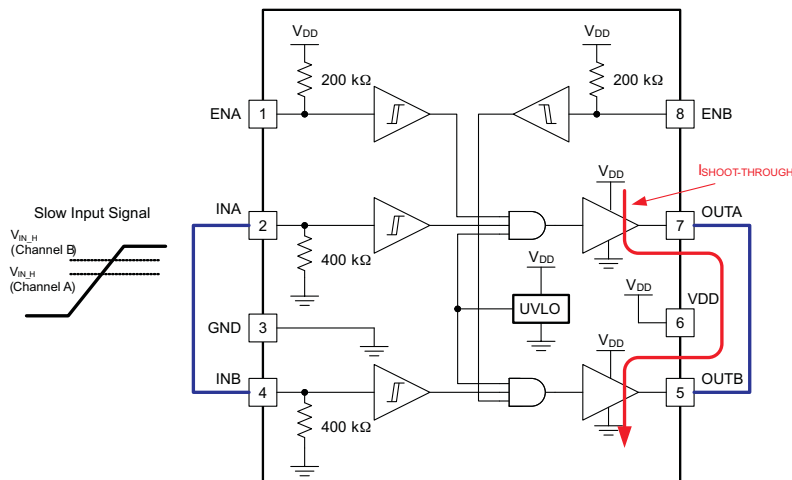 VDD
VDD
200 kΩ
200 kΩ
ENA
1
8
ENB
ISHOOT-THROUGH
VDD
Slow Input Signal
INA
2
7
OUTA
VIN_H
(Channel B)
VIN_H
(Channel A)
400 kΩ
VDD
VDD
VDD
UVLO
GND
3
6
VDD
INB
4
5
OUTB
400 kΩ